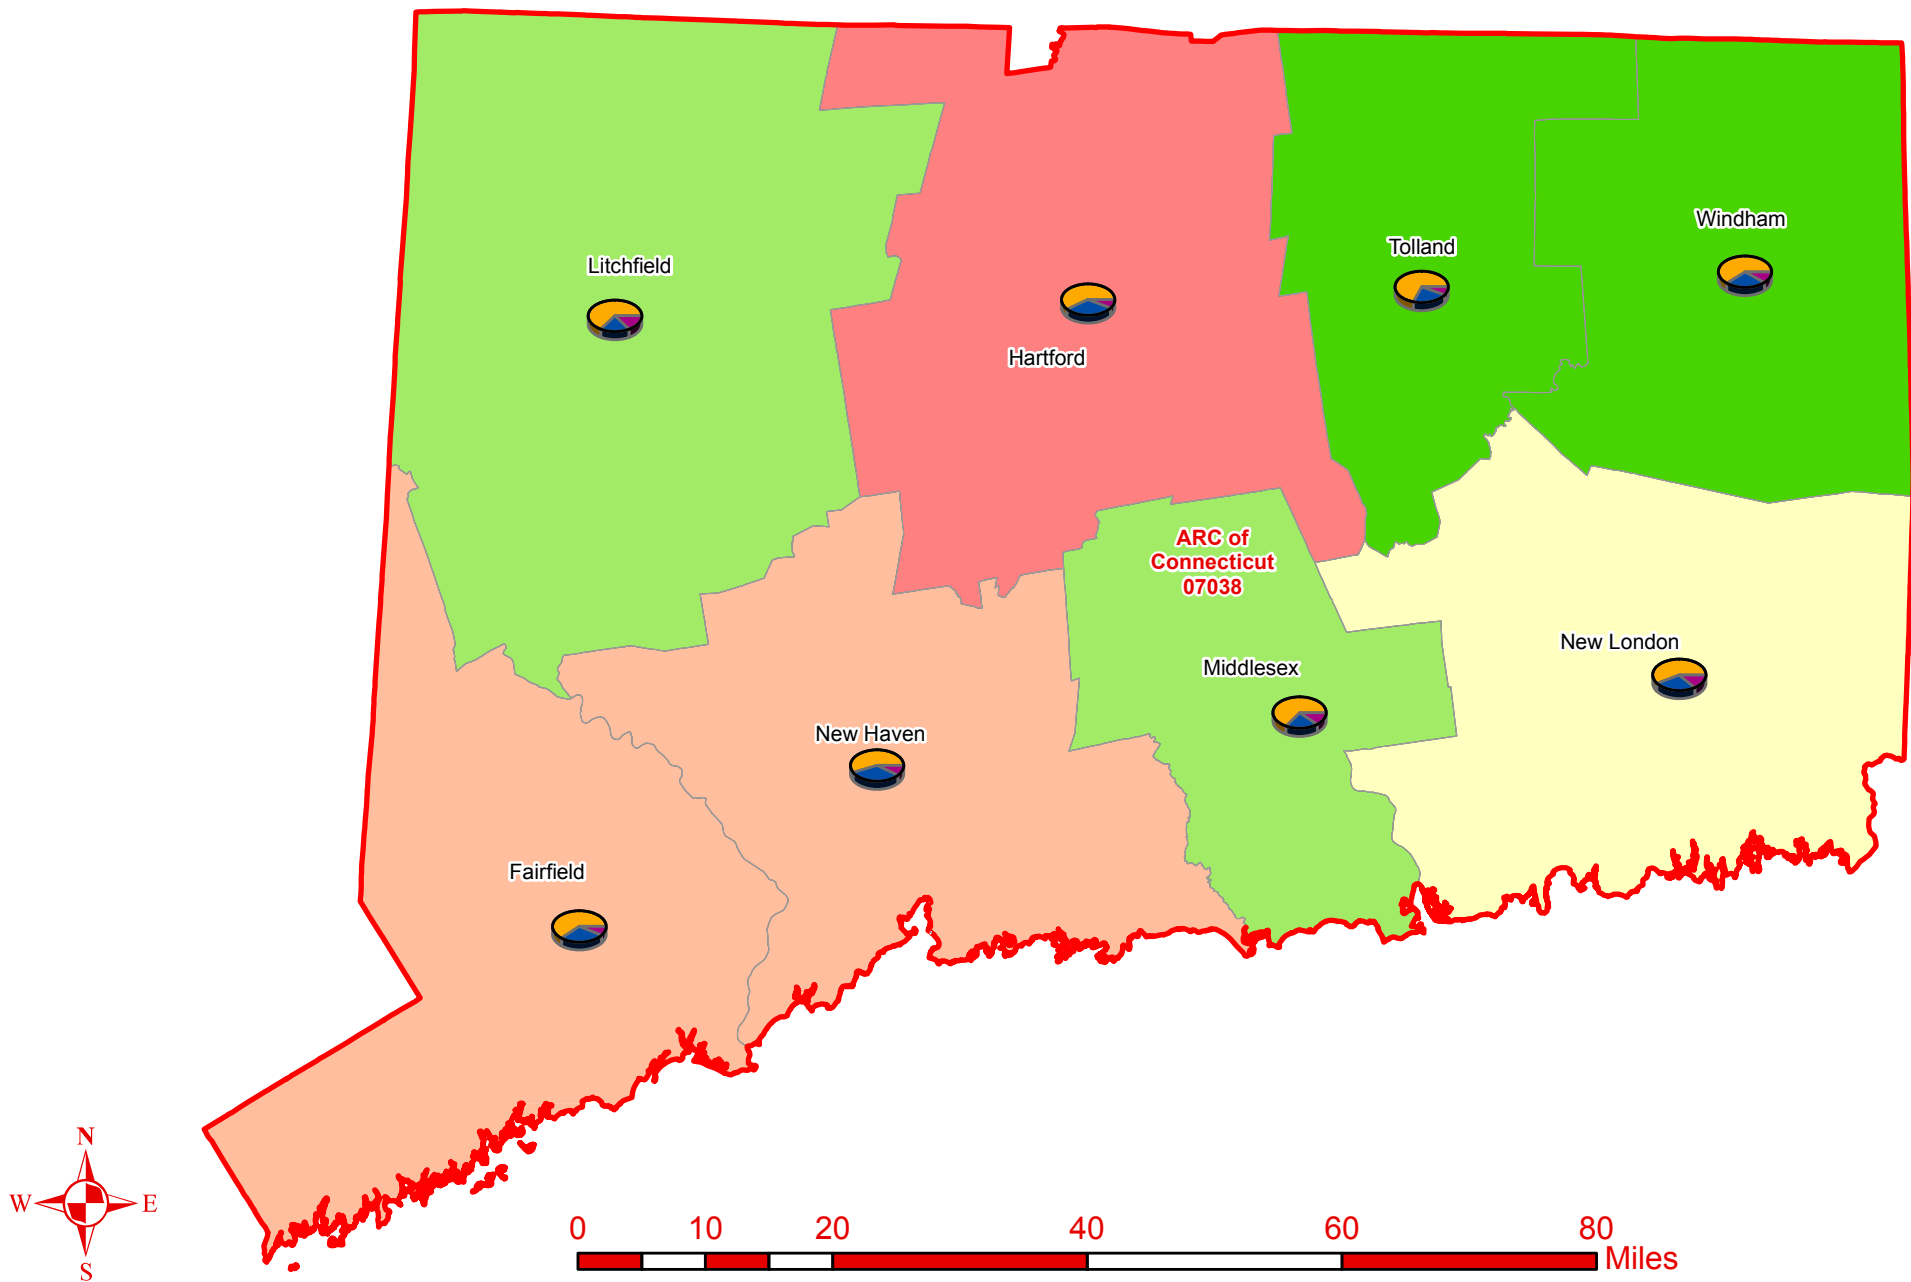 Windham
Tolland
Litchfield
Hartford
ARC of
Connecticut
07038
New London
Middlesex
New Haven
Fairfield
N
W E
S
0 10 20 40 60 80
Miles